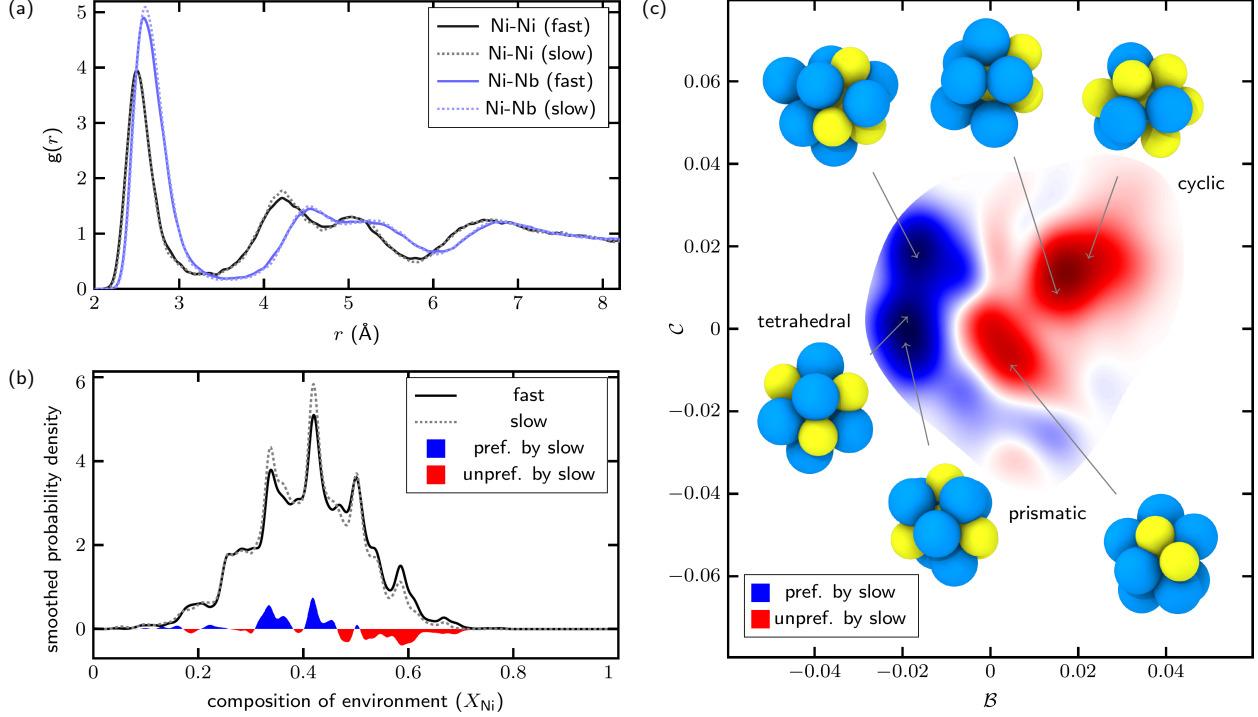 (a)
5
4
3
2
1
0
g(r)
2
3
4
5
6
7
8
r (Å)
Ni-Ni (fast)
Ni-Ni (slow)
Ni-Nb (fast)
Ni-Nb (slow)
(b)
6
4
2
0
smoothed probability density
0
0.2
0.4
0.6
0.8
1
composition of environment (X_Ni)
fast
slow
pref. by slow
unpref. by slow
(c)
0.06
0.04
0.02
0
−0.02
−0.04
−0.06
𝒞
−0.04
−0.02
0
0.02
0.04
ℬ
cyclic
tetrahedral
prismatic
pref. by slow
unpref. by slow